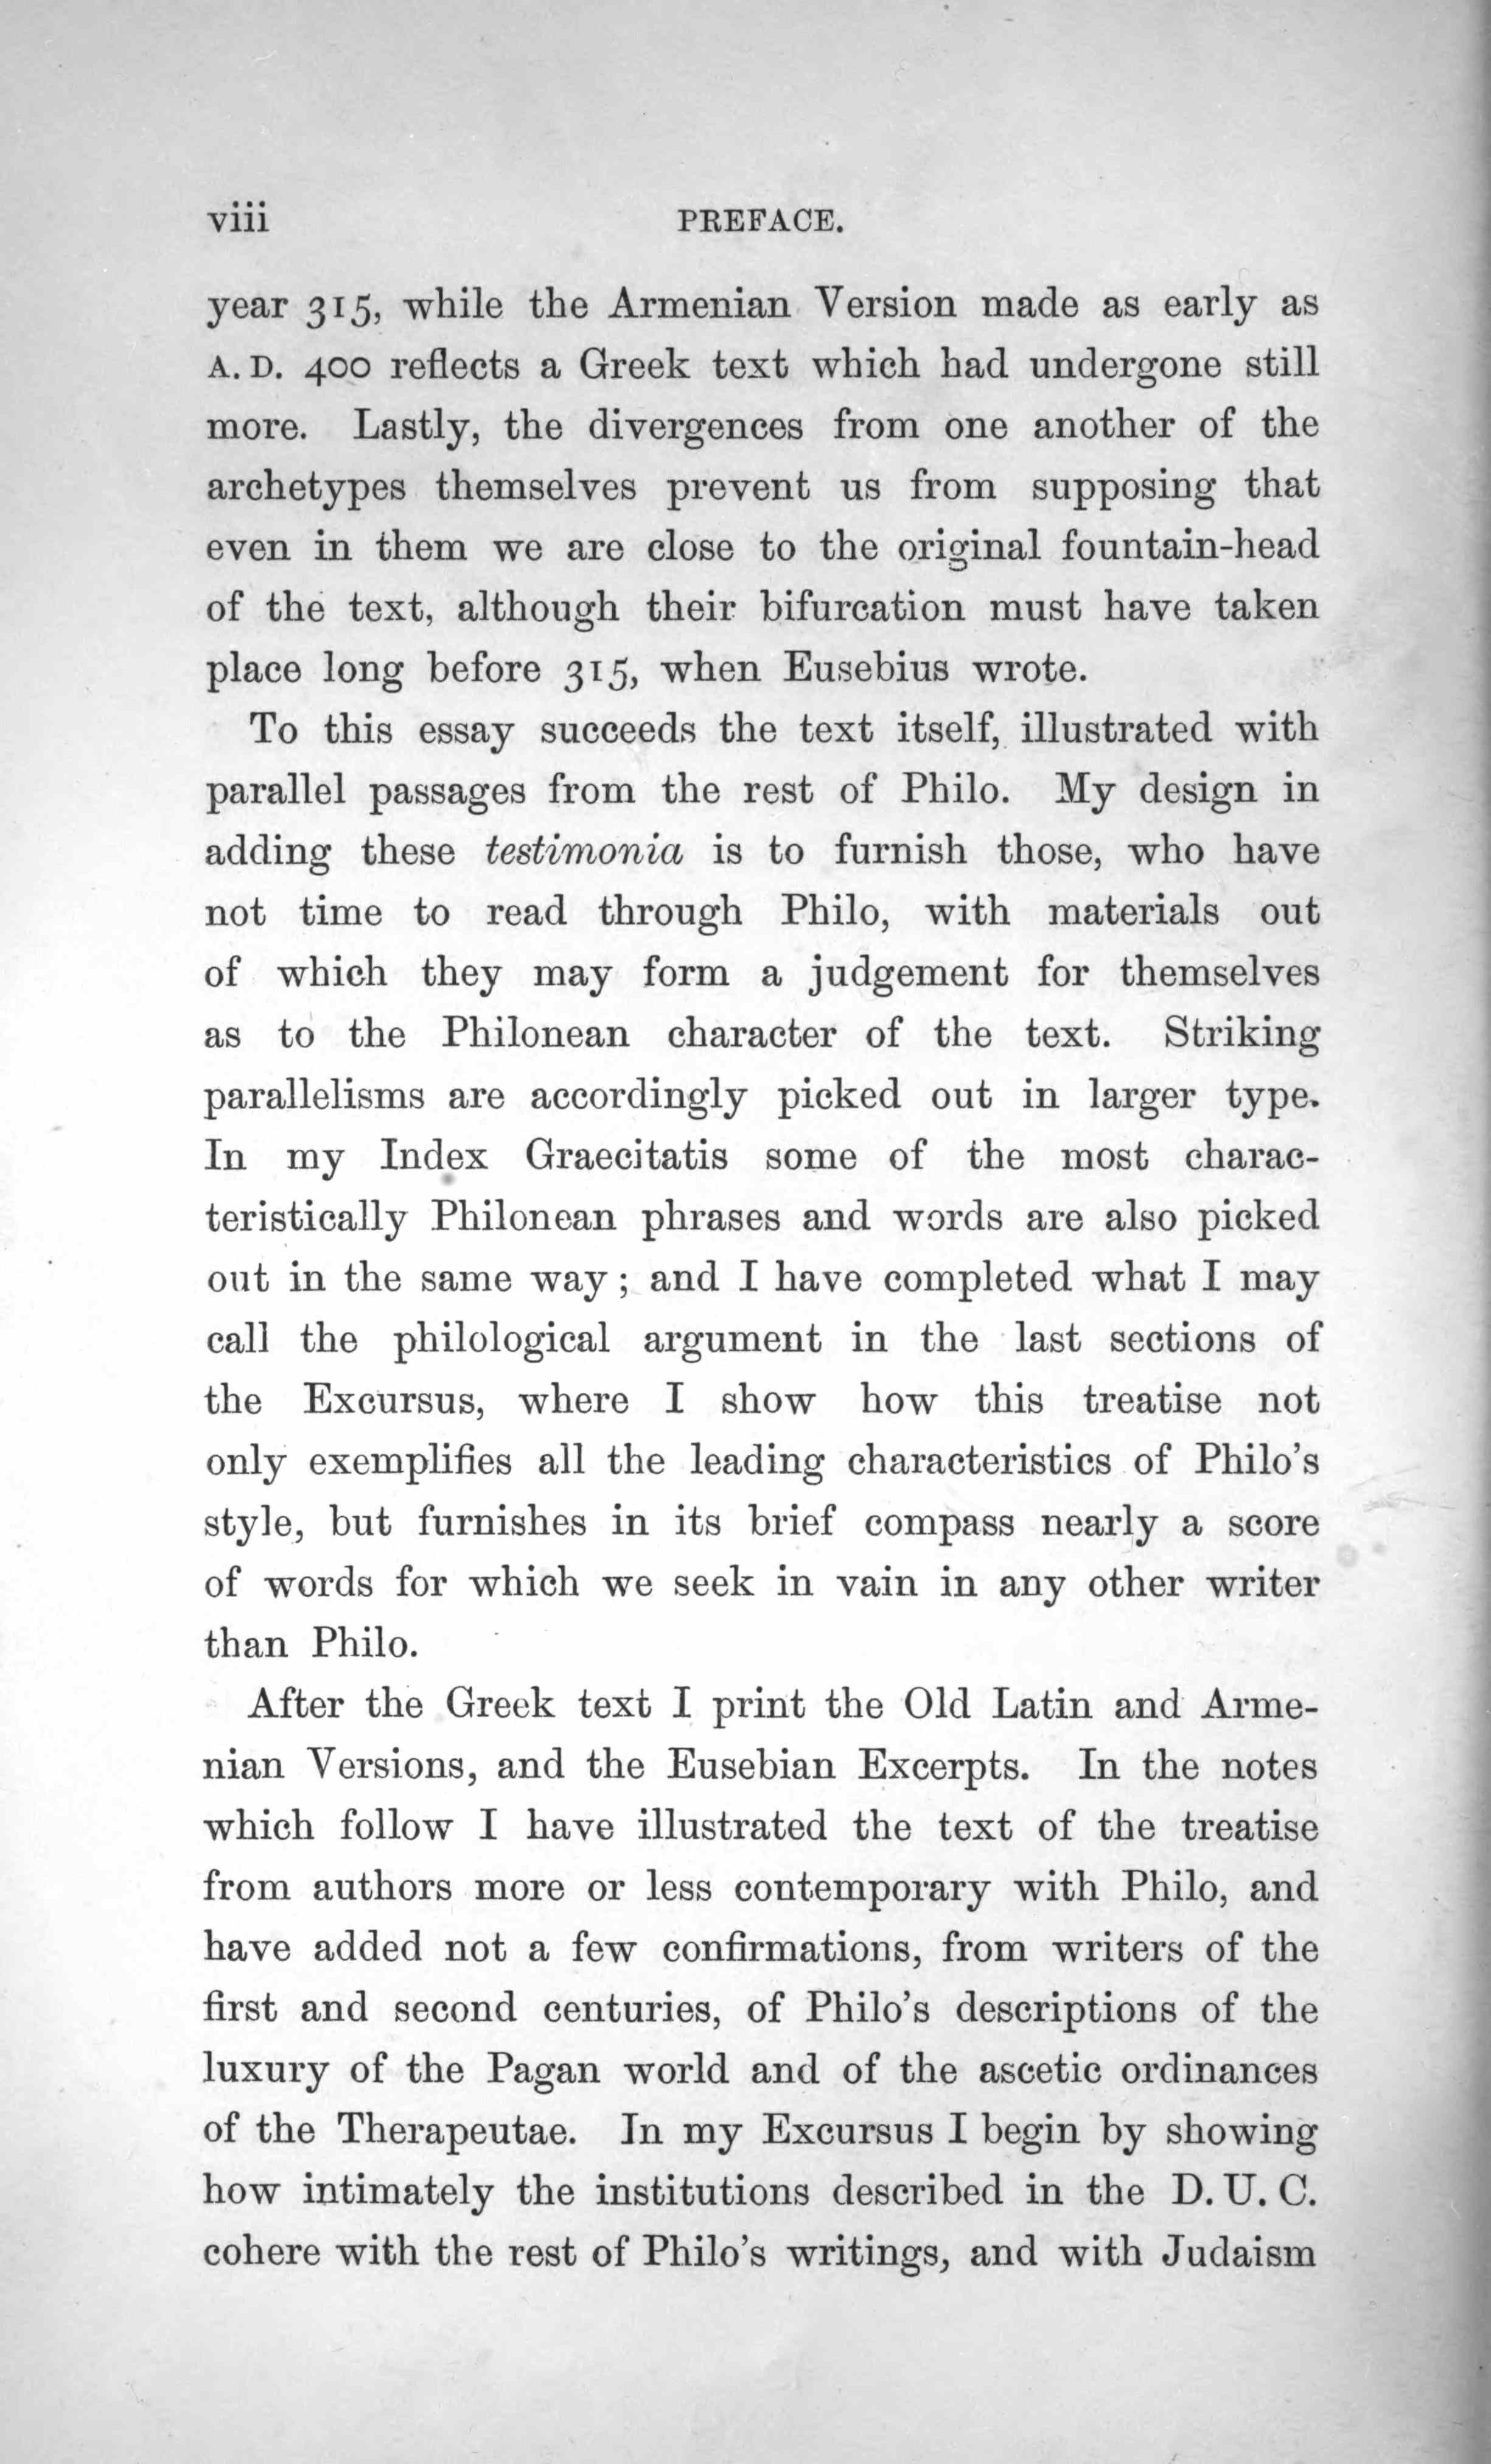 viii PREFACE.
year 315, while the Armenian Version made as early as
A. D. 400 reflects a Greek text which had undergone still
more. Lastly, the divergences from one another of the
archetypes themselves prevent us from supposing that
even in them we are close to the original fountain-head
of the text, although their bifurcation must have taken
place long before 315, when Eusebius wrote.
To this essay succeeds the text itself, illustrated with
parallel passages from the rest of Philo. My design in
adding these testimonia is to furnish those, who have
not time to read through Philo, with materials out
of which they may form a judgement for themselves
as to the Philonean character of the text. Striking
parallelisms are accordingly picked out in larger type.
In my Index Graecitatis some of the most charac-
teristically Philonean phrases and words are also picked
out in the same way; and I have completed what I may
call the philological argument in the last sections of
the Excursus, where I show how this treatise not
only exemplifies all the leading characteristics of Philo's
style, but furnishes in its brief compass nearly a score
of words for which we seek in vain in any other writer
than Philo.
After the Greek text I print the Old Latin and Arme-
nian Versions, and the Eusebian Excerpts. In the notes
which follow I have illustrated the text of the treatise
from authors more or less contemporary with Philo, and
have added not a few confirmations, from writers of the
first and second centuries, of Philo's descriptions of the
luxury of the Pagan world and of the ascetic ordinances
of the Therapeutae. In my Excursus I begin by showing
how intimately the institutions described in the D. U. C.
cohere with the rest of Philo's writings, and with Judaism